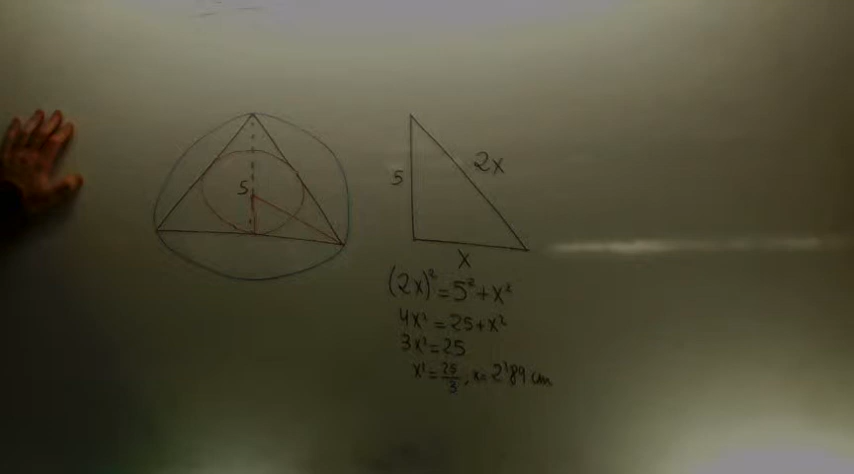 5
5
2x
x
(2x)² = 5² + x²
4x² = 25 + x²
3x² = 25
x² = 25/3, x = 2'89 cm